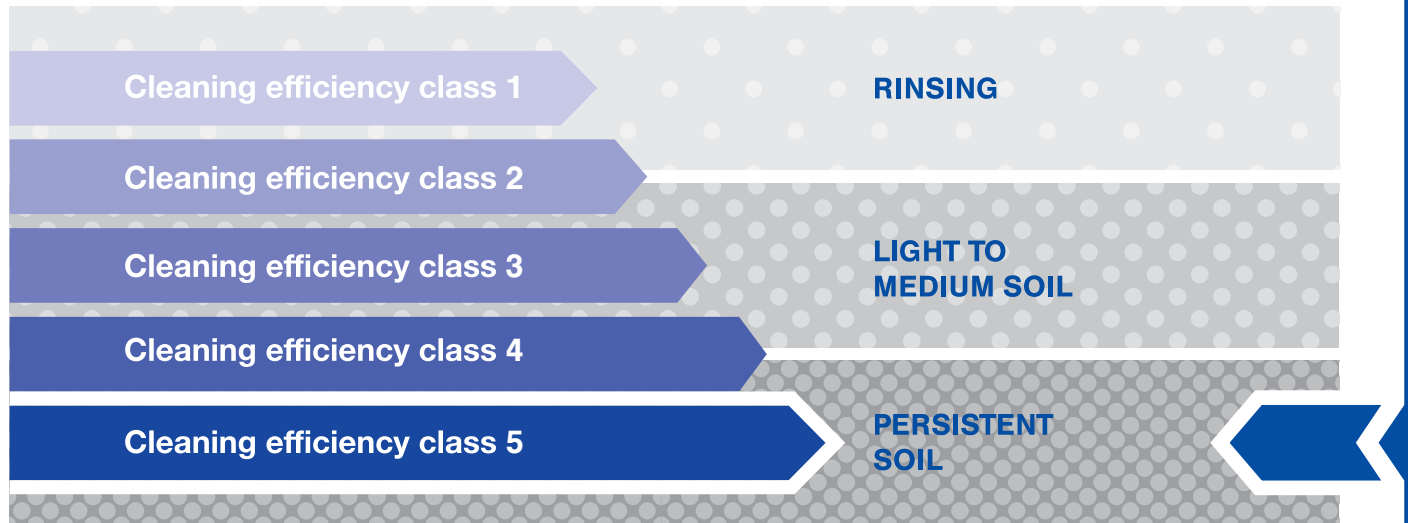 Cleaning efficiency class 1
RINSING
Cleaning efficiency class 2
Cleaning efficiency class 3
LIGHT TO
MEDIUM SOIL
Cleaning efficiency class 4
Cleaning efficiency class 5
PERSISTENT
SOIL